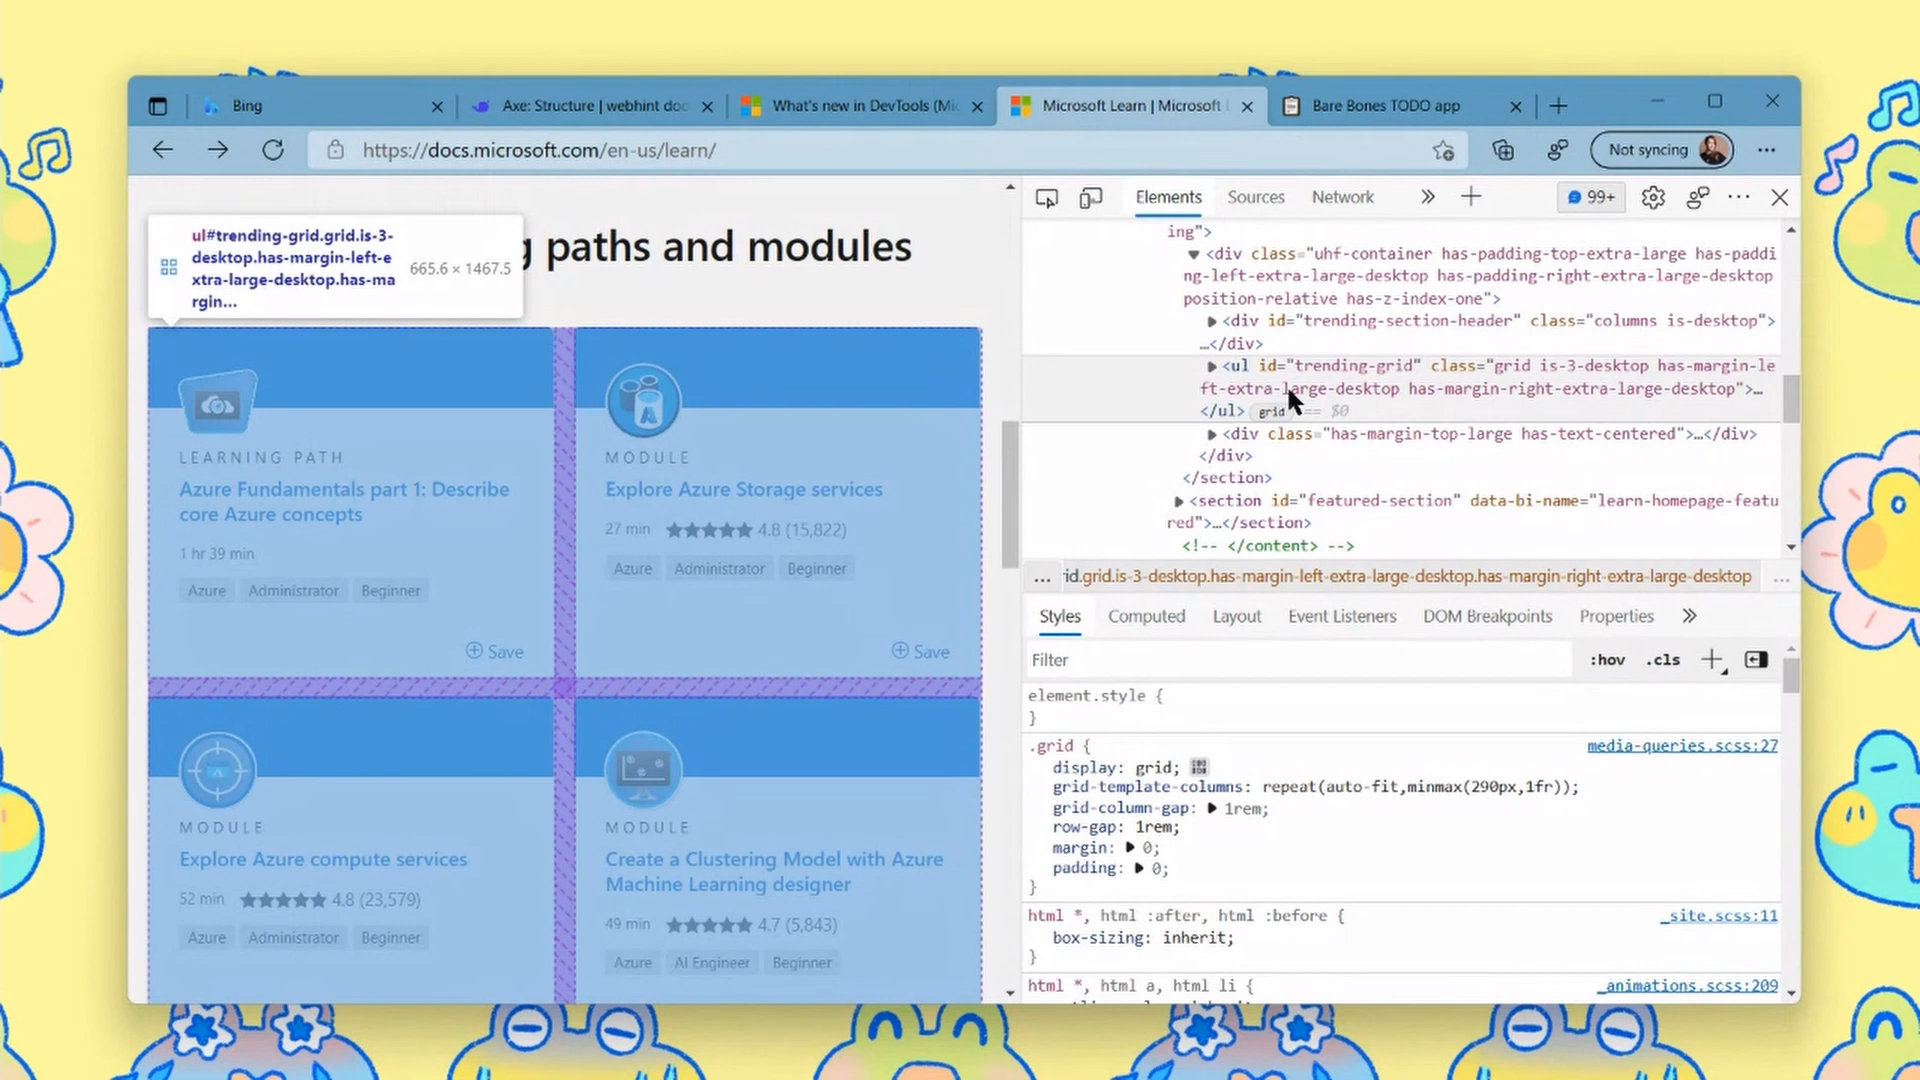 Bing
Axe: Structure | webhint doc
What's new in DevTools (Mic
Microsoft Learn | Microsoft
Bare Bones TODO app
https://docs.microsoft.com/en-us/learn/
Not syncing
paths and modules
ul#trending-grid.grid.is-3-
desktop.has-margin-left-e
xtra-large-desktop.has-ma
rgin...
665.6 × 1467.5
LEARNING PATH
Azure Fundamentals part 1: Describe
core Azure concepts
1 hr 39 min
Azure
Administrator
Beginner
Save
MODULE
Explore Azure Storage services
27 min ★★★★★ 4.8 (15,822)
Azure
Administrator
Beginner
Save
MODULE
Explore Azure compute services
52 min ★★★★★ 4.8 (23,579)
Azure
Administrator
Beginner
MODULE
Create a Clustering Model with Azure
Machine Learning designer
49 min ★★★★★ 4.7 (5,843)
Azure
AI Engineer
Beginner
Elements
Sources
Network
99+
ing">
<div class="uhf-container has-padding-top-extra-large has-paddi
ng-left-extra-large-desktop has-padding-right-extra-large-desktop
position-relative has-z-index-one">
<div id="trending-section-header" class="columns is-desktop">
…</div>
<ul id="trending-grid" class="grid is-3-desktop has-margin-le
ft-extra-large-desktop has-margin-right-extra-large-desktop">…
</ul> grid == $0
<div class="has-margin-top-large has-text-centered">…</div>
</div>
</section>
<section id="featured-section" data-bi-name="learn-homepage-featu
red">…</section>
<!-- </content> -->
... id.grid.is-3-desktop.has-margin-left-extra-large-desktop.has-margin-right-extra-large-desktop ...
Styles
Computed
Layout
Event Listeners
DOM Breakpoints
Properties
Filter
:hov
.cls
element.style {
}
.grid {
media-queries.scss:27
display: grid;
grid-template-columns: repeat(auto-fit,minmax(290px,1fr));
grid-column-gap: 1rem;
row-gap: 1rem;
margin: 0;
padding: 0;
}
html *, html :after, html :before {
_site.scss:11
box-sizing: inherit;
}
html *, html a, html li {
_animations.scss:209